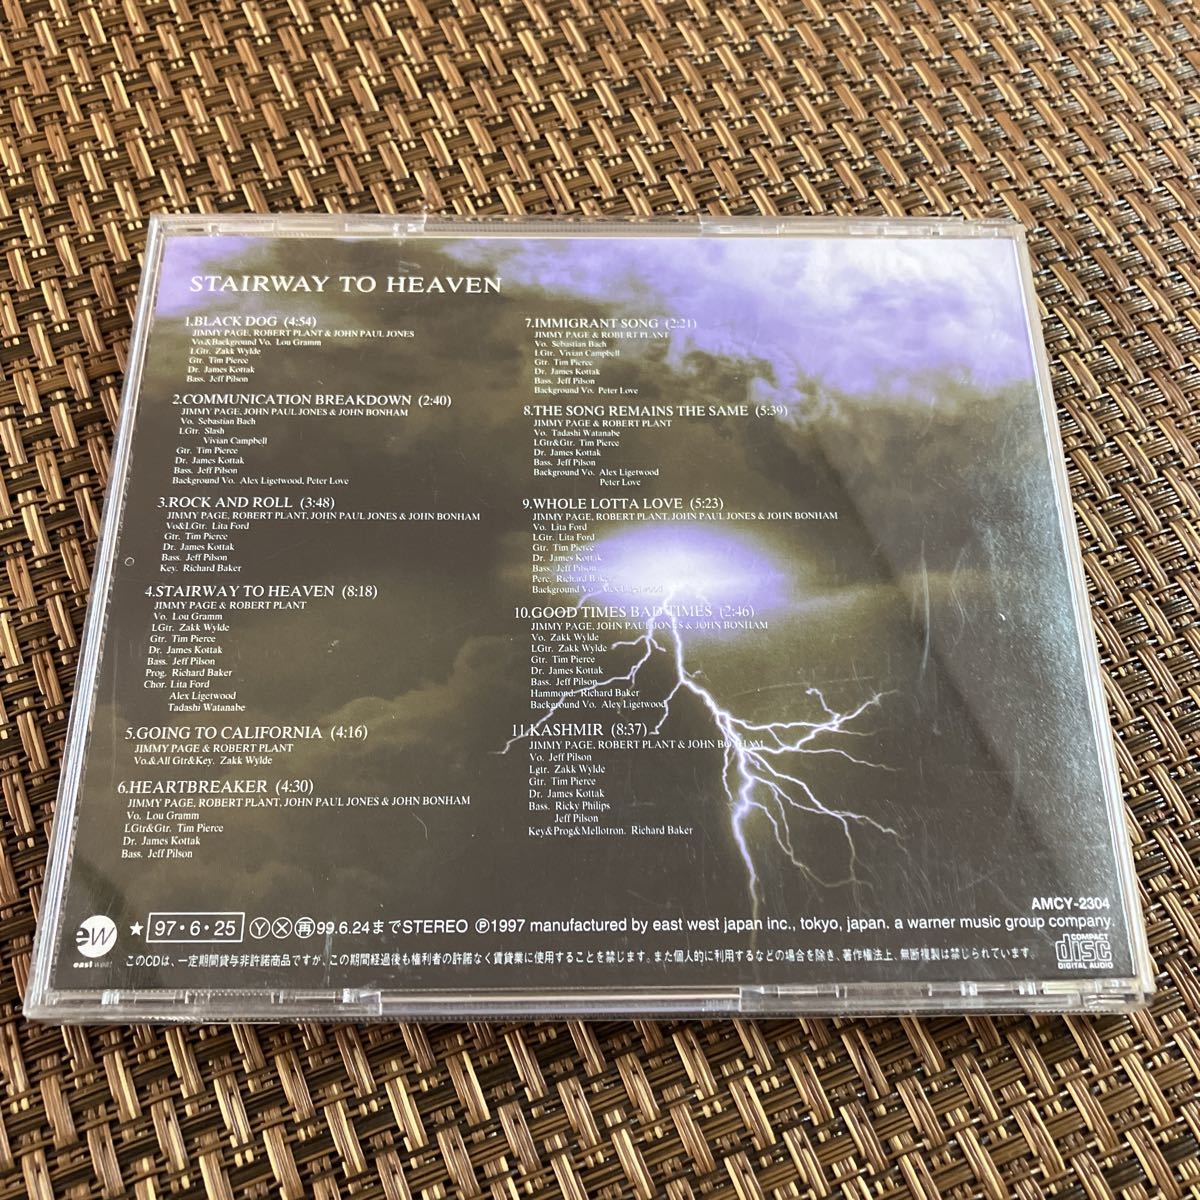 STAIRWAY TO HEAVEN
1.BLACK DOG (4:54)
JIMMY PAGE, ROBERT PLANT & JOHN PAUL JONES
Vo.&Background Vo. Lou Gramm
LGtr. Zakk Wylde
Gtr. Tim Pierce
Dr. James Kottak
Bass. Jeff Pilson
2.COMMUNICATION BREAKDOWN (2:40)
JIMMY PAGE, JOHN PAUL JONES & JOHN BONHAM
Vo. Sebastian Bach
LGtr. Slash
Vivian Campbell
Gtr. Tim Pierce
Dr. James Kottak
Bass. Jeff Pilson
Background Vo. Alex Ligetwood, Peter Love
3.ROCK AND ROLL (3:48)
JIMMY PAGE, ROBERT PLANT, JOHN PAUL JONES & JOHN BONHAM
Vo&LGtr. Lita Ford
Gtr. Tim Pierce
Dr. James Kottak
Bass. Jeff Pilson
Key. Richard Baker
4.STAIRWAY TO HEAVEN (8:18)
JIMMY PAGE & ROBERT PLANT
Vo. Lou Gramm
LGtr. Zakk Wylde
Gtr. Tim Pierce
Dr. James Kottak
Bass. Jeff Pilson
Prog. Richard Baker
Chor. Lita Ford
Alex Ligetwood
Tadashi Watanabe
5.GOING TO CALIFORNIA (4:16)
JIMMY PAGE & ROBERT PLANT
Vo.&All Gtr&Key. Zakk Wylde
6.HEARTBREAKER (4:30)
JIMMY PAGE, ROBERT PLANT, JOHN PAUL JONES & JOHN BONHAM
Vo. Lou Gramm
LGtr&Gtr. Tim Pierce
Dr. James Kottak
Bass. Jeff Pilson
7.IMMIGRANT SONG (2:21)
JIMMY PAGE & ROBERT PLANT
Vo. Sebastian Bach
LGtr. Vivian Campbell
Gtr. Tim Pierce
Dr. James Kottak
Bass. Jeff Pilson
Background Vo. Peter Love
8.THE SONG REMAINS THE SAME (5:39)
JIMMY PAGE & ROBERT PLANT
Vo. Tadashi Watanabe
LGtr&Gtr. Tim Pierce
Dr. James Kottak
Bass. Jeff Pilson
Background Vo. Alex Ligetwood
Peter Love
9.WHOLE LOTTA LOVE (5:23)
JIMMY PAGE, ROBERT PLANT, JOHN PAUL JONES & JOHN BONHAM
Vo. Lita Ford
LGtr. Lita Ford
Gtr. Tim Pierce
Dr. James Kottak
Bass. Jeff Pilson
Perc. Richard Baker
Background Vo. Alex Ligetwood
10.GOOD TIMES BAD TIMES (2:46)
JIMMY PAGE, JOHN PAUL JONES & JOHN BONHAM
Vo. Zakk Wylde
LGtr. Zakk Wylde
Gtr. Tim Pierce
Dr. James Kottak
Bass. Jeff Pilson
Hammond. Richard Baker
Background Vo. Aley Ligetwood
11.KASHMIR (8:37)
JIMMY PAGE, ROBERT PLANT & JOHN BONHAM
Vo. Jeff Pilson
Lgtr. Zakk Wylde
Gtr. Tim Pierce
Dr. James Kottak
Bass. Ricky Philips
Jeff Pilson
Key&Prog&Mellotron. Richard Baker
AMCY-2304
ew east west
★ 97・6・25 Ⓨ Ⓧ ㊥99.6.24までSTEREO ℗1997 manufactured by east west japan inc., tokyo, japan. a warner music group company.
このCDは、一定期間貸与非許諾商品ですが、この期間経過後も権利者の許諾なく賃貸業に使用することを禁じます。また個人的に利用するなどの場合を除き、著作権法上、無断複製は禁じられています。
COMPACT disc DIGITAL AUDIO